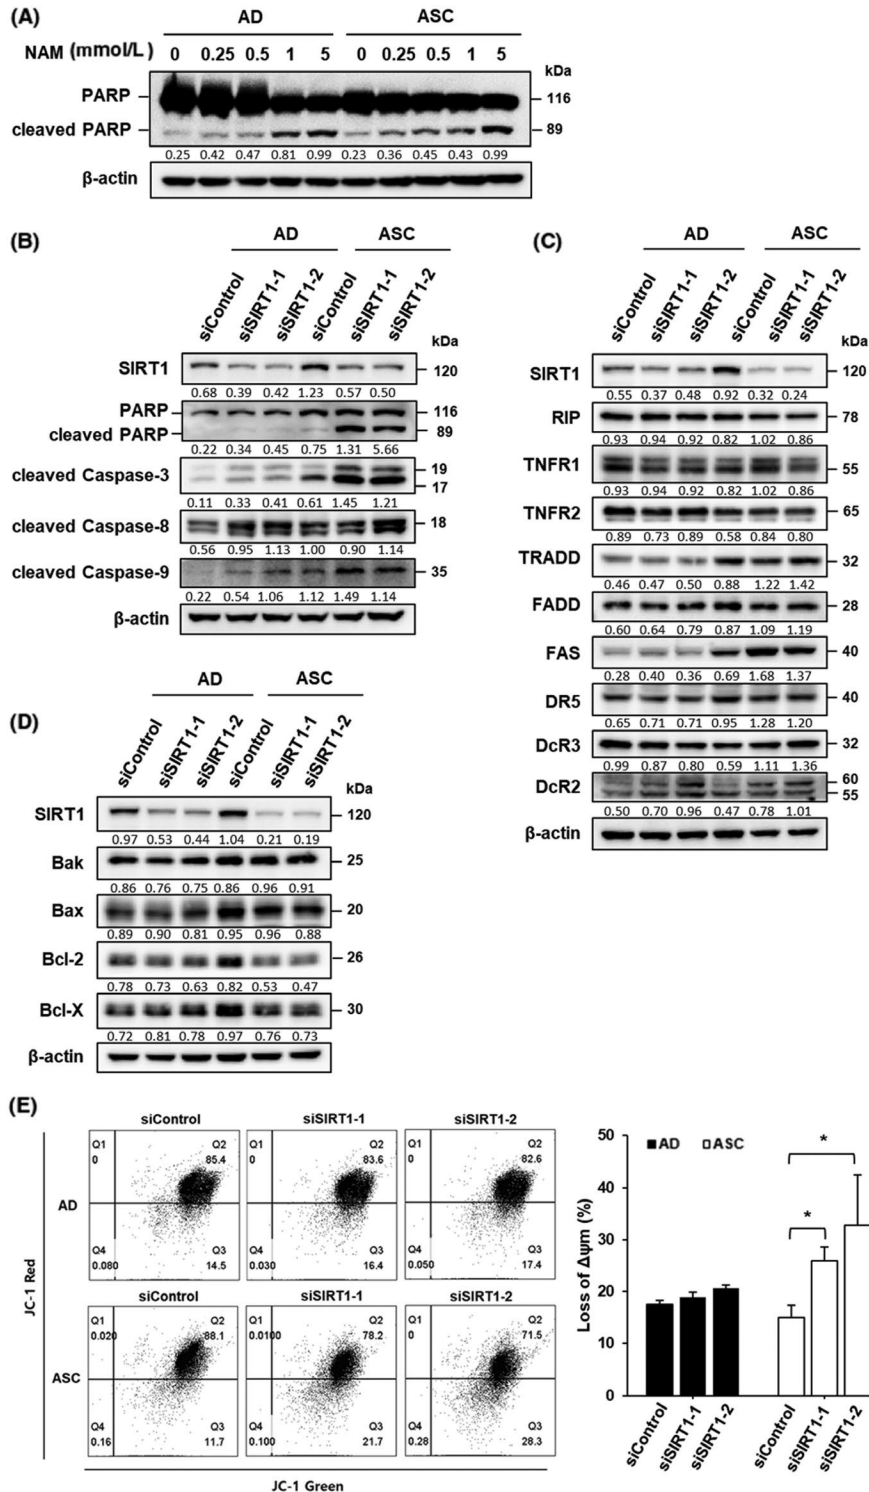 (A)
AD ASC
NAM (mmol/L) 0 0.25 0.5 1 5 0 0.25 0.5 1 5
kDa
PARP 116
cleaved PARP 89
0.25 0.42 0.47 0.81 0.99 0.23 0.36 0.45 0.43 0.99
β-actin
(B)
AD ASC
siControl siSIRT1-1 siSIRT1-2 siControl siSIRT1-1 siSIRT1-2
kDa
SIRT1 120
0.68 0.39 0.42 1.23 0.57 0.50
PARP 116
cleaved PARP 89
0.22 0.34 0.45 0.75 1.31 5.66
cleaved Caspase-3 19
17
0.11 0.33 0.41 0.61 1.45 1.21
cleaved Caspase-8 18
0.56 0.95 1.13 1.00 0.90 1.14
cleaved Caspase-9 35
0.22 0.54 1.06 1.12 1.49 1.14
β-actin
(C)
AD ASC
siControl siSIRT1-1 siSIRT1-2 siControl siSIRT1-1 siSIRT1-2
kDa
SIRT1 120
0.55 0.37 0.48 0.92 0.32 0.24
RIP 78
0.93 0.94 0.92 0.82 1.02 0.86
TNFR1 55
0.93 0.94 0.92 0.82 1.02 0.86
TNFR2 65
0.89 0.73 0.89 0.58 0.84 0.80
TRADD 32
0.46 0.47 0.50 0.88 1.22 1.42
FADD 28
0.60 0.64 0.79 0.87 1.09 1.19
FAS 40
0.28 0.40 0.36 0.69 1.68 1.37
DR5 40
0.65 0.71 0.71 0.95 1.28 1.20
DcR3 32
0.99 0.87 0.80 0.59 1.11 1.36
DcR2 60
55
0.50 0.70 0.96 0.47 0.78 1.01
β-actin
(D)
AD ASC
siControl siSIRT1-1 siSIRT1-2 siControl siSIRT1-1 siSIRT1-2
kDa
SIRT1 120
0.97 0.53 0.44 1.04 0.21 0.19
Bak 25
0.86 0.76 0.75 0.86 0.96 0.91
Bax 20
0.89 0.90 0.81 0.95 0.96 0.88
Bcl-2 26
0.78 0.73 0.63 0.82 0.53 0.47
Bcl-X 30
0.72 0.81 0.78 0.97 0.76 0.73
β-actin
(E)
siControl siSIRT1-1 siSIRT1-2
Q1 Q2 Q1 Q2 Q1 Q2
0 85.4 0 83.6 0 82.6
AD
Q4 Q3 Q4 Q3 Q4 Q3
0.080 14.5 0.030 16.4 0.050 17.4
JC-1 Red
siControl siSIRT1-1 siSIRT1-2
Q1 Q2 Q1 Q2 Q1 Q2
0.020 88.1 0.0100 78.2 0 71.5
ASC
Q4 Q3 Q4 Q3 Q4 Q3
0.16 11.7 0.100 21.7 0.28 28.3
JC-1 Green
AD ASC
* 
*
Loss of Δψm (%)
50
40
30
20
10
0
siControl siSIRT1-1 siSIRT1-2 siControl siSIRT1-1 siSIRT1-2